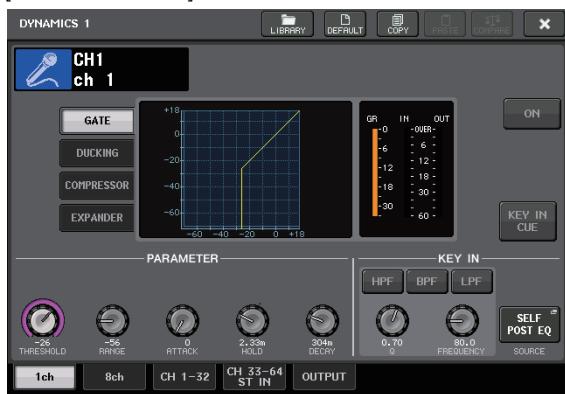 DYNAMICS 1
LIBRARY
DEFAULT
COPY
PASTE
COMPARE
CH1
ch 1
GATE
DUCKING
COMPRESSOR
EXPANDER
+18
0
-20
-40
-60
-60 -40 -20 0 +18
GR IN OUT
-0 -OVER-
-6 6
-12 12
-18 18
-30 30
60
ON
KEY IN
CUE
PARAMETER
KEY IN
HPF
BPF
LPF
-26
THRESHOLD
-56
RANGE
0
ATTACK
2.33m
HOLD
304m
DECAY
0.70
Q
80.0
FREQUENCY
SELF
POST EQ
SOURCE
1ch
8ch
CH 1-32
CH 33-64
ST IN
OUTPUT